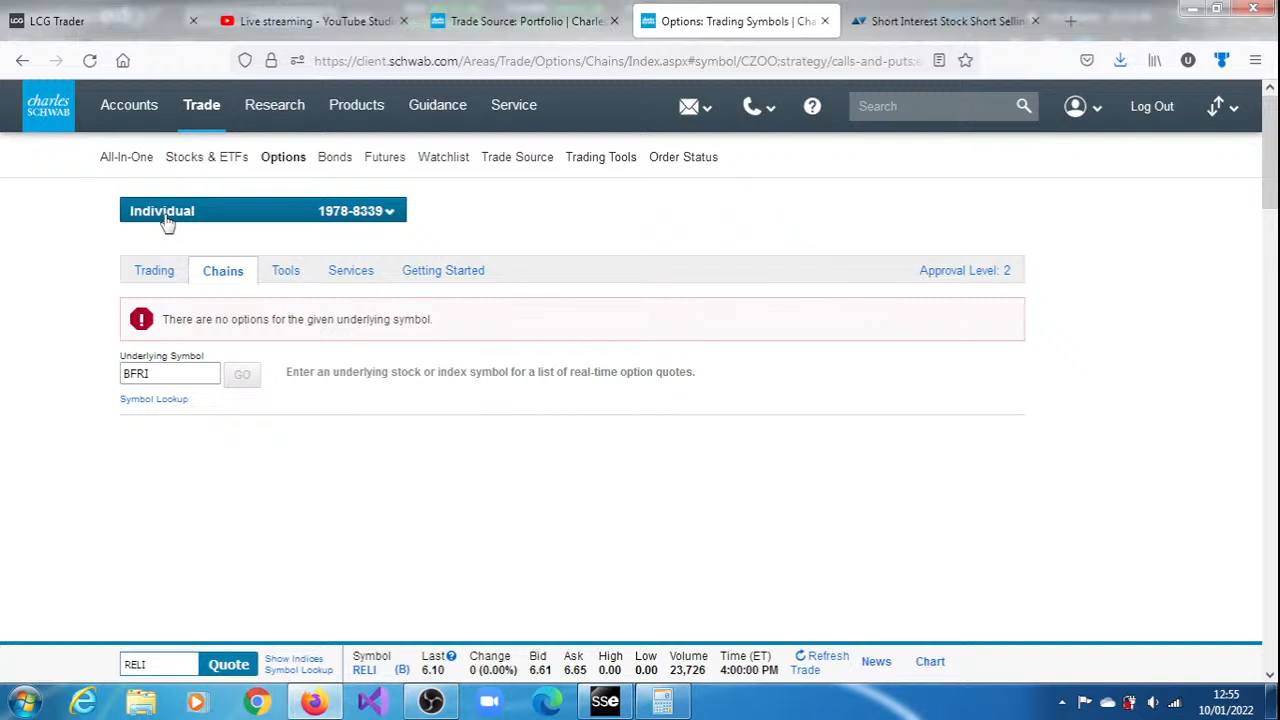 LCG Trader
Live streaming - YouTube Studi
Trade Source: Portfolio | Charle
Options: Trading Symbols | Cha
Short Interest Stock Short Sellin
https://client.schwab.com/Areas/Trade/Options/Chains/Index.aspx#symbol/CZOO;strategy/calls-and-puts;e
charles
SCHWAB
Accounts Trade Research Products Guidance Service
Search
Log Out
All-In-One Stocks & ETFs Options Bonds Futures Watchlist Trade Source Trading Tools Order Status
Individual 1978-8339
Trading Chains Tools Services Getting Started Approval Level: 2
There are no options for the given underlying symbol.
Underlying Symbol
BFRI GO Enter an underlying stock or index symbol for a list of real-time option quotes.
Symbol Lookup
RELI Quote
Show Indices
Symbol Lookup
Symbol Last Change Bid Ask High Low Volume Time (ET) Refresh
RELI (B) 6.10 0 (0.00%) 6.61 6.65 0.00 0.00 23,726 4:00:00 PM Trade
News Chart
SSE
12:55
10/01/2022